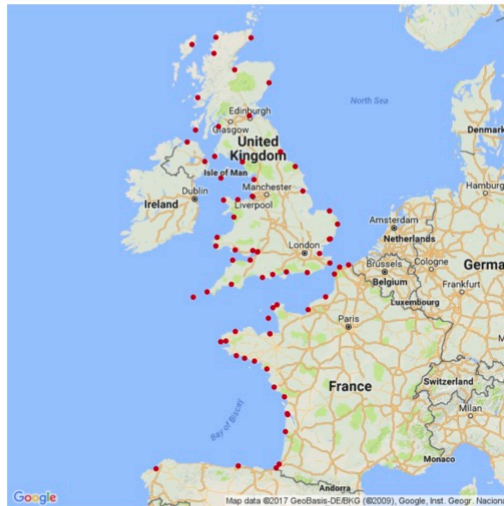 North Sea
Denmark
Edinburgh
Glasgow
United
Kingdom
Isle of Man
Hamburg
Dublin
Manchester
Ireland
Liverpool
Amsterdam
Netherlands
London
Brussels
Cologne
Germa
Belgium
Frankfurt
Luxembourg
Paris
France
Switzerland
Bay of Biscay
Milan
Monaco
Andorra
Google
Map data ©2017 GeoBasis-DE/BKG (©2009), Google, Inst. Geogr. Nacional